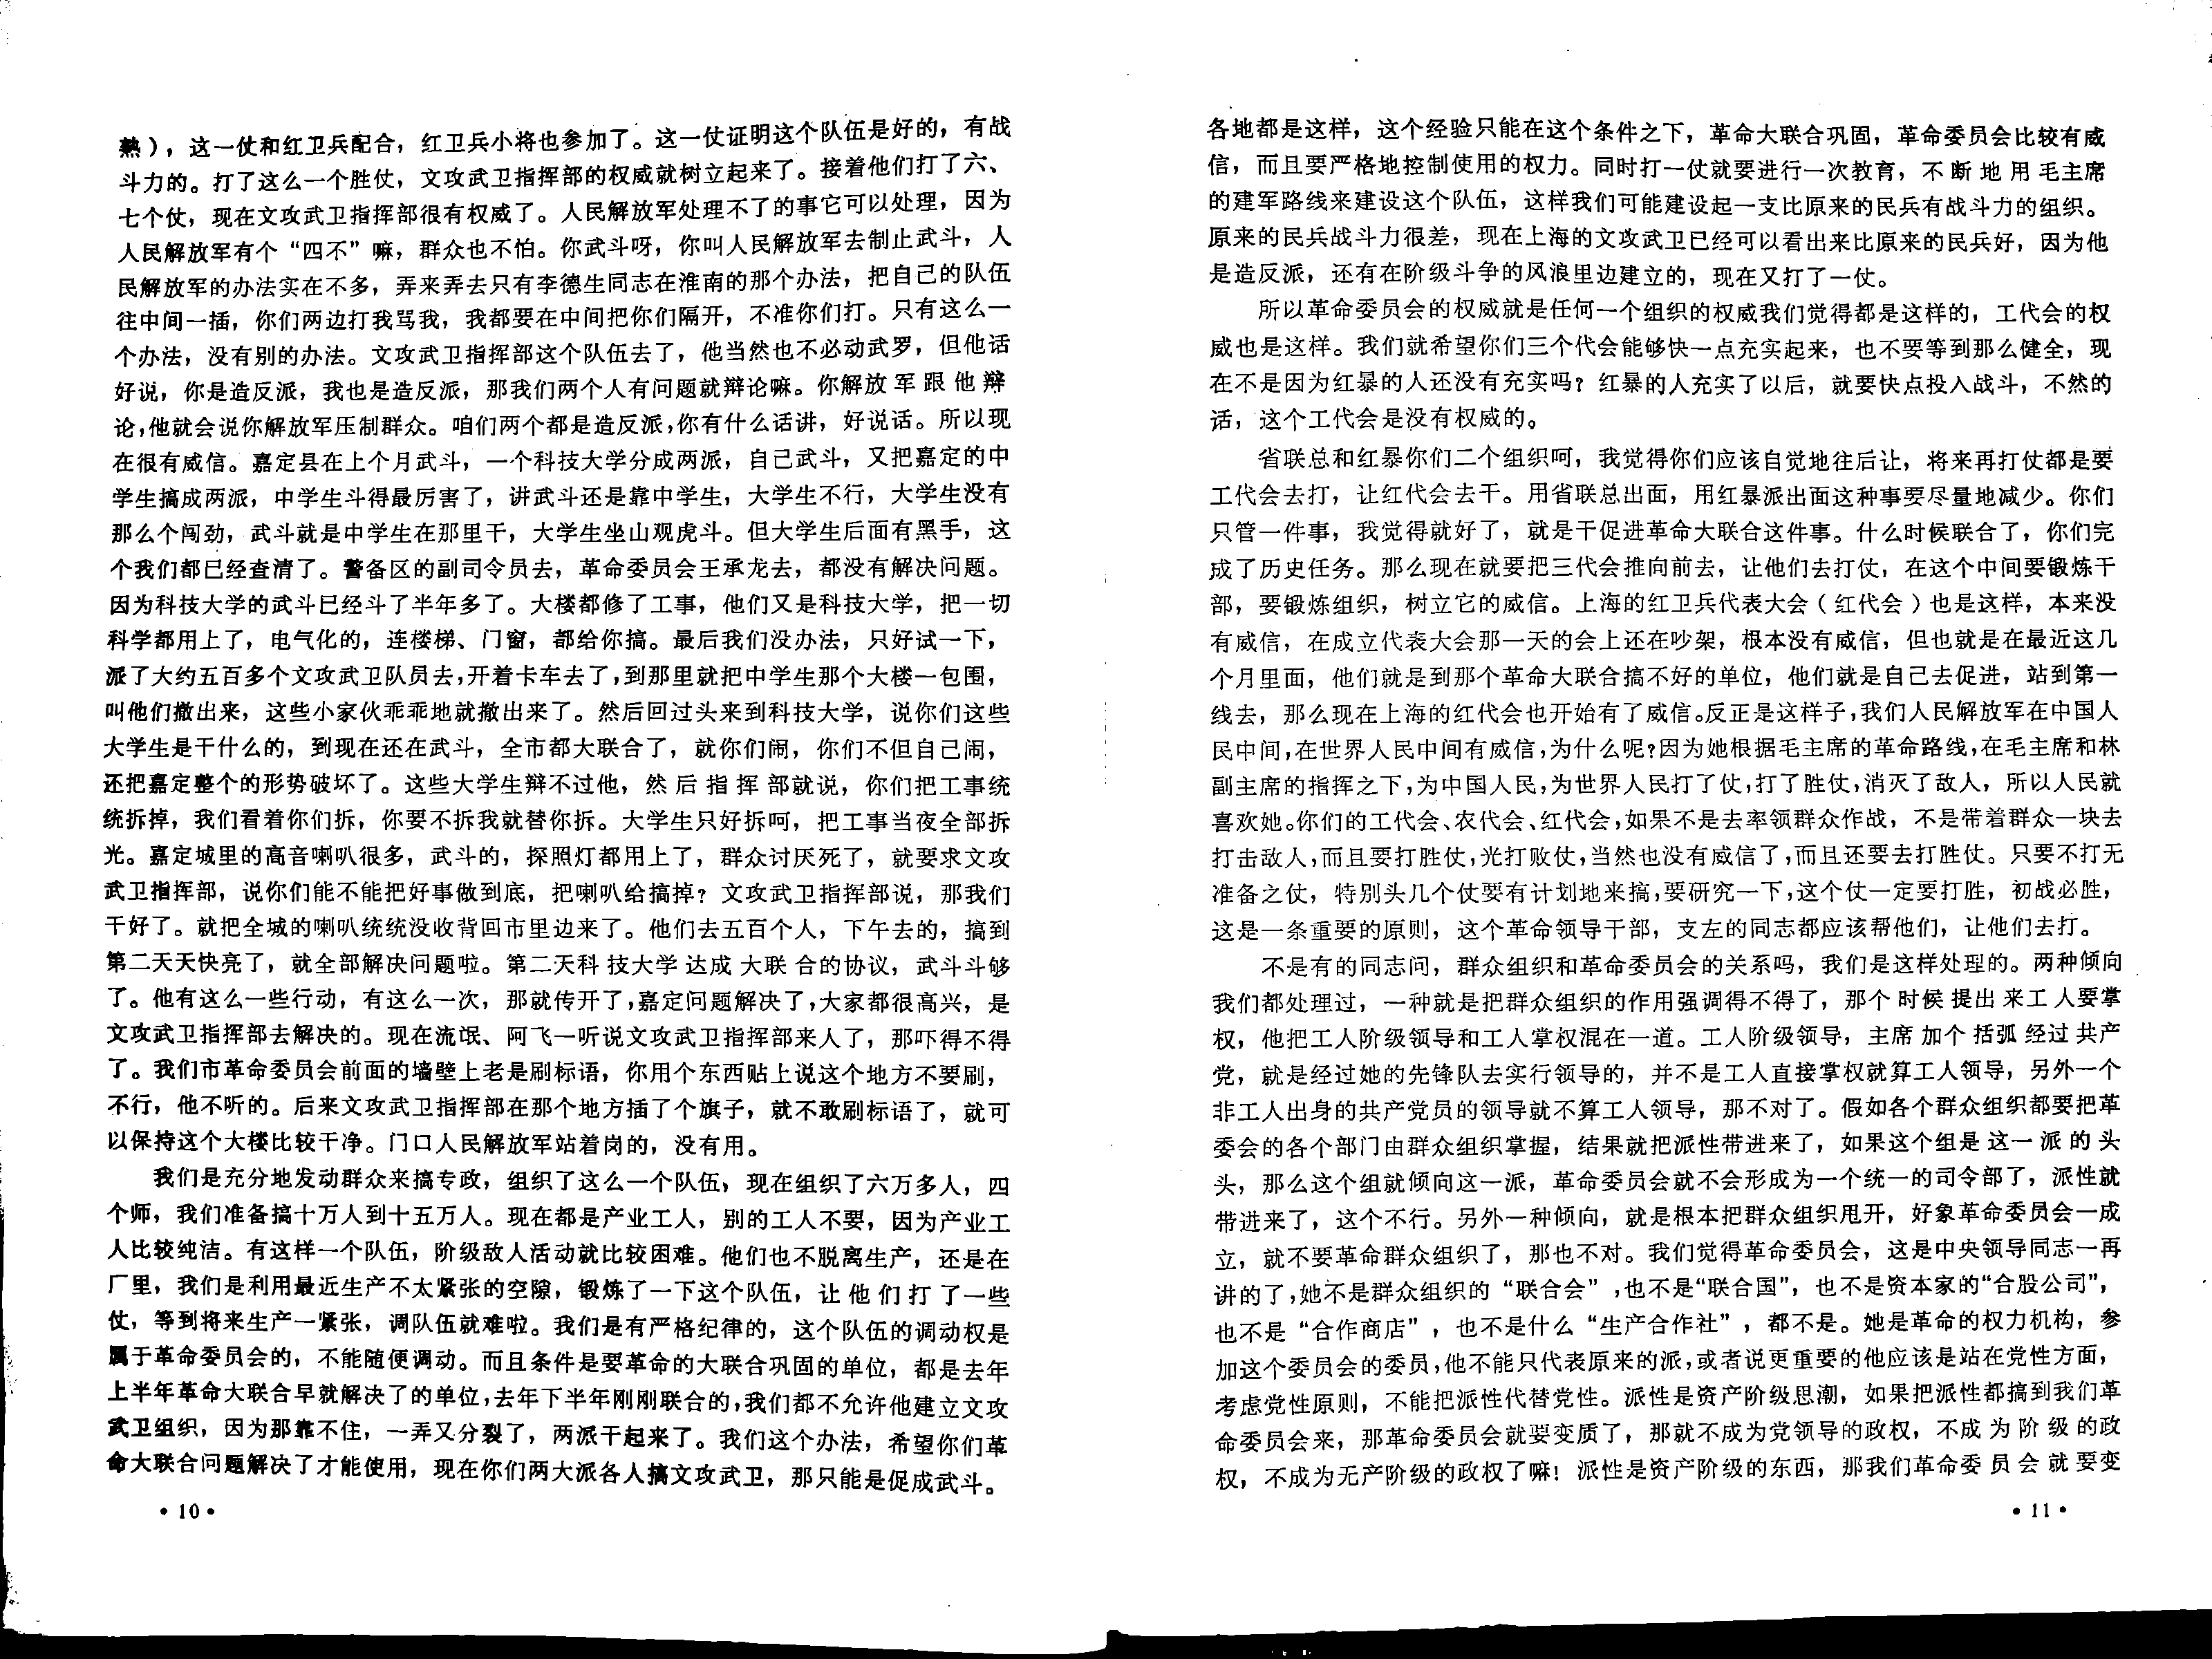 熱），这一仗和红卫兵配合，红卫兵小将也参加了。这一仗证明这个队伍是好的，有战
斗力的。打了这么一个胜仗，文攻武卫指挥部的权威就树立起来了。接着他们打了六、
七个仗，现在文攻武卫指挥部很有权威了。人民解放军处理不了的事它可以处理，因为
人民解放军有个“四不”嘛，群众也不怕。你武斗呀，你叫人民解放军去制止武斗，人
民解放军的办法实在不多，弄来弄去只有李德生同志在淮南的那个办法，把自己的队伍
往中间一插，你们两边打我骂我，我都要在中间把你们隔开，不准你们打。只有这么一
个办法，没有别的办法。文攻武卫指挥部这个队伍去了，他当然也不必动武罗，但他话
好说，你是造反派，我也是造反派，那我们两个人有问题就辩论嘛。你解放军跟他辩
论，他就会说你解放军压制群众。咱们两个都是造反派，你有什么话讲，好说话。所以现
在很有威信。嘉定县在上个月武斗，一个科技大学分成两派，自己武斗，又把嘉定的中
学生搞成两派，中学生斗得最厉害了，讲武斗还是靠中学生，大学生不行，大学生没有
那么个闯劲，武斗就是中学生在那里干，大学生坐山观虎斗。但大学生后面有黑手，这
个我们都已经查清了。警备区的副司令员去，革命委员会王承龙去，都没有解决问题。
因为科技大学的武斗已经斗了半年多了。大楼都修了工事，他们又是科技大学，把一切
科学都用上了，电气化的，连楼梯、门窗，都给你搞。最后我们没办法，只好试一下，
派了大约五百多个文攻武卫队员去，开着卡车去了，到那里就把中学生那个大楼一包围，
叫他们撤出来，这些小家伙乖乖地就撤出来了。然后回过头来到科技大学，说你们这些
大学生是干什么的，到现在还在武斗，全市都大联合了，就你们闹，你们不但自己闹，
还把嘉定整个的形势破坏了。这些大学生辩不过他，然后指挥部就说，你们把工事统
统拆掉，我们看着你们拆，你要不拆我就替你拆。大学生只好拆呵，把工事当夜全部拆
光。嘉定城里的高音喇叭很多，武斗的，探照灯都用上了，群众讨厌死了，就要求文攻
武卫指挥部，说你们能不能把好事做到底，把喇叭给搞掉？文攻武卫指挥部说，那我们
干好了。就把全城的喇叭统统没收背回市里边来了。他们去五百个人，下午去的，搞到
第二天天快亮了，就全部解决问题啦。第二天科技大学达成大联合的协议，武斗斗够
了。他有这么一些行动，有这么一次，那就传开了，嘉定问题解决了，大家都很高兴，是
文攻武卫指挥部去解决的。现在流氓、阿飞一听说文攻武卫指挥部来人了，那吓得不得
了。我们市革命委员会前面的墙壁上老是刷标语，你用个东西贴上说这个地方不要刷，
不行，他不听的。后来文攻武卫指挥部在那个地方插了个旗子，就不敢刷标语了，就可
以保持这个大楼比较干净。门口人民解放军站着岗的，没有用。
我们是充分地发动群众来搞专政，组织了这么一个队伍，现在组织了六万多人，四
个师，我们准备搞十万人到十五万人。现在都是产业工人，别的工人不要，因为产业工
人比较纯洁。有这样一个队伍，阶级敌人活动就比较困难。他们也不脱离生产，还是在
厂里，我们是利用最近生产不太紧张的空隙，锻炼了一下这个队伍，让他们打了一些
仗，等到将来生产一紧张，调队伍就难啦。我们是有严格纪律的，这个队伍的调动权是
属于革命委员会的，不能随便调动。而且条件是要革命的大联合巩固的单位，都是去年
上半年革命大联合早就解决了的单位，去年下半年刚刚联合的，我们都不允许他建立文攻
武卫组织，因为那靠不住，一弄又分裂了，两派干起来了。我们这个办法，希望你们革
命大联合问题解决了才能使用，现在你们两大派各人搞文攻武卫，那只能是促成武斗。
•10•
各地都是这样，这个经验只能在这个条件之下，革命大联合巩固，革命委员会比较有威
信，而且要严格地控制使用的权力。同时打一仗就要进行一次教育，不断地用毛主席
的建军路线来建设这个队伍，这样我们可能建设起一支比原来的民兵有战斗力的组织。
原来的民兵战斗力很差，现在上海的文攻武卫已经可以看出来比原来的民兵好，因为他
是造反派，还有在阶级斗争的风浪里边建立的，现在又打了一仗。
所以革命委员会的权威就是任何一个组织的权威我们觉得都是这样的，工代会的权
威也是这样。我们就希望你们三个代会能够快一点充实起来，也不要等到那么健全，现
在不是因为红暴的人还没有充实吗？红暴的人充实了以后，就要快点投入战斗，不然的
话，这个工代会是没有权威的。
省联总和红暴你们二个组织呵，我觉得你们应该自觉地往后让，将来再打仗都是要
工代会去打，让红代会去干。用省联总出面，用红暴派出面这种事要尽量地减少。你们
只管一件事，我觉得就好了，就是干促进革命大联合这件事。什么时候联合了，你们完
成了历史任务。那么现在就要把三代会推向前去，让他们去打仗，在这个中间要锻炼干
部，要锻炼组织，树立它的威信。上海的红卫兵代表大会（红代会）也是这样，本来没
有威信，在成立代表大会那一天的会上还在吵架，根本没有威信，但也就是在最近这几
个月里面，他们就是到那个革命大联合搞不好的单位，他们就是自己去促进，站到第一
线去，那么现在上海的红代会也开始有了威信。反正是这样子，我们人民解放军在中国人
民中间，在世界人民中间有威信，为什么呢？因为她根据毛主席的革命路线，在毛主席和林
副主席的指挥之下，为中国人民，为世界人民打了仗，打了胜仗，消灭了敌人，所以人民就
喜欢她。你们的工代会、农代会、红代会，如果不是去率领群众作战，不是带着群众一块去
打击敌人，而且要打胜仗，光打败仗，当然也没有威信了，而且还要去打胜仗。只要不打无
准备之仗，特别头几个仗要有计划地来搞，要研究一下，这个仗一定要打胜，初战必胜，
这是一条重要的原则，这个革命领导干部，支左的同志都应该帮他们，让他们去打。
不是有的同志问，群众组织和革命委员会的关系吗，我们是这样处理的。两种倾向
我们都处理过，一种就是把群众组织的作用强调得不得了，那个时候提出来工人要掌
权，他把工人阶级领导和工人掌权混在一道。工人阶级领导，主席加个括弧经过共产
党，就是经过她的先锋队去实行领导的，并不是工人直接掌权就算工人领导，另外一个
非工人出身的共产党员的领导就不算工人领导，那不对了。假如各个群众组织都要把革
委会的各个部门由群众组织掌握，结果就把派性带进来了，如果这个组是这一派的头
头，那么这个组就倾向这一派，革命委员会就不会形成为一个统一的司令部了，派性就
带进来了，这个不行。另外一种倾向，就是根本把群众组织甩开，好象革命委员会一成
立，就不要革命群众组织了，那也不对。我们觉得革命委员会，这是中央领导同志一再
讲的了，她不是群众组织的“联合会”，也不是“联合国”，也不是资本家的“合股公司”，
也不是“合作商店”，也不是什么“生产合作社”，都不是。她是革命的权力机构，参
加这个委员会的委员，他不能只代表原来的派，或者说更重要的他应该是站在党性方面，
考虑党性原则，不能把派性代替党性。派性是资产阶级思潮，如果把派性都搞到我们革
命委员会来，那革命委员会就要变质了，那就不成为党领导的政权，不成为阶级的政
权，不成为无产阶级的政权了嘛！派性是资产阶级的东西，那我们革命委员会就要变
•11•